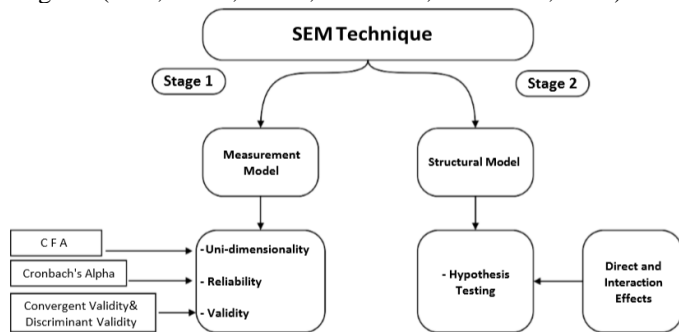 SEM Technique
Stage 1
Stage 2
Measurement
Model
Structural Model
C F A
Cronbach's Alpha
Convergent Validity&
Discriminant Validity
- Uni-dimensionality
- Reliability
- Validity
- Hypothesis
Testing
Direct and
Interaction
Effects